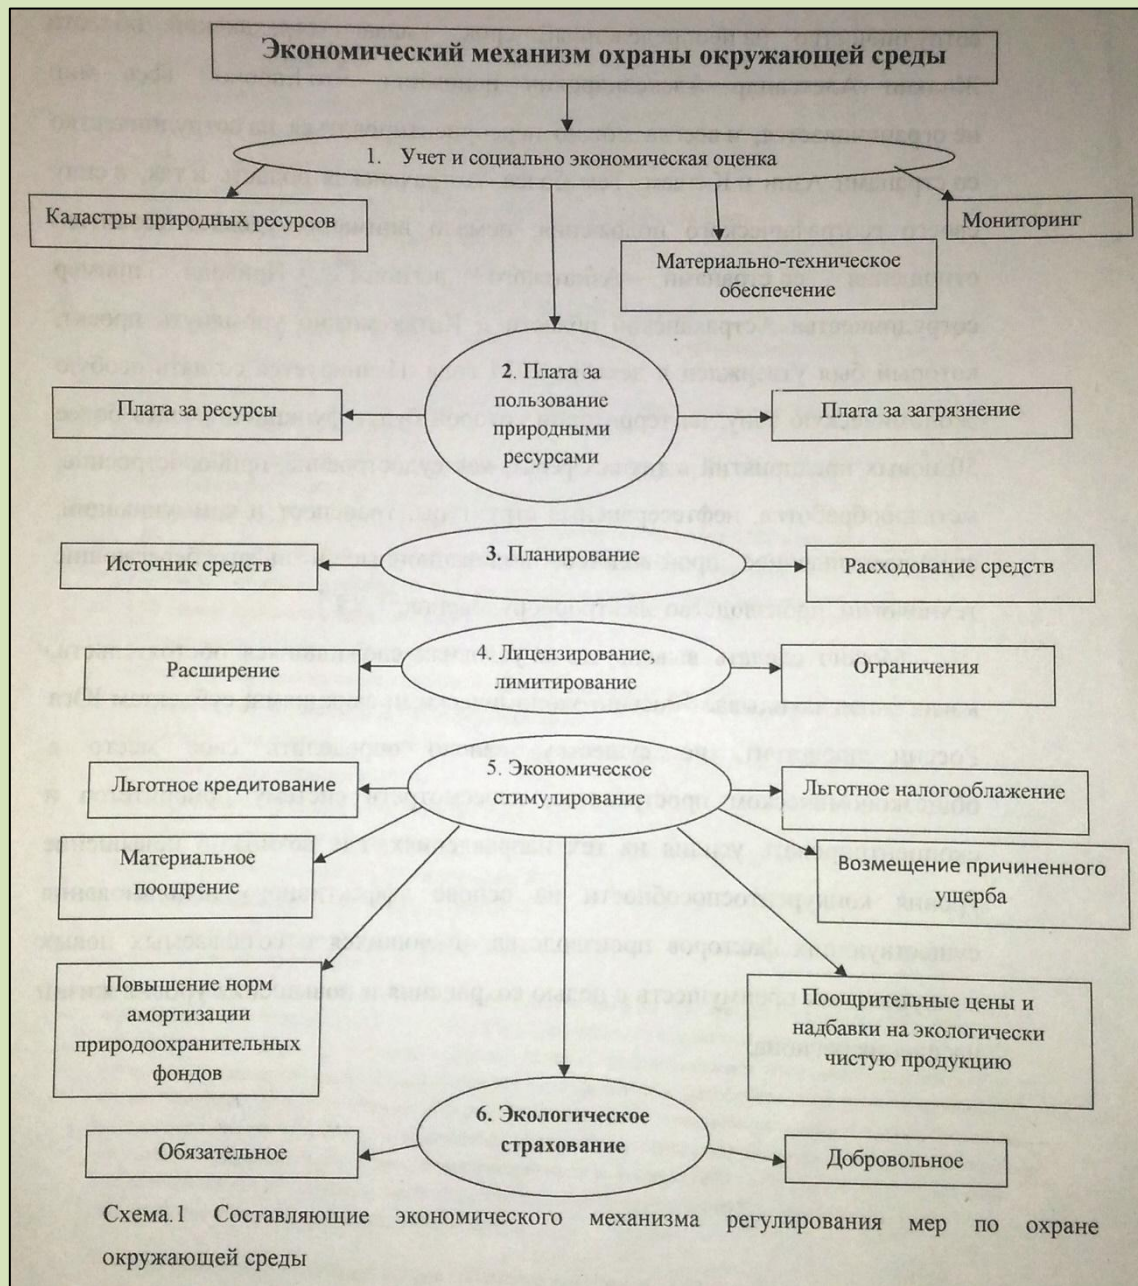 Экономический механизм охраны окружающей среды
1. Учет и социально экономическая оценка
Кадастры природных ресурсов
Мониторинг
Материально-техническое
обеспечение
2. Плата за
пользование
природными
ресурсами
Плата за ресурсы
Плата за загрязнение
3. Планирование
Источник средств
Расходование средств
4. Лицензирование,
лимитирование
Расширение
Ограничения
5. Экономическое
стимулирование
Льготное кредитование
Льготное налогооблажение
Материальное
поощрение
Возмещение причиненного
ущерба
Повышение норм
амортизации
природоохранительных
фондов
Поощрительные цены и
надбавки на экологически
чистую продукцию
6. Экологическое
страхование
Обязательное
Добровольное
Схема.1 Составляющие экономического механизма регулирования мер по охране
окружающей среды